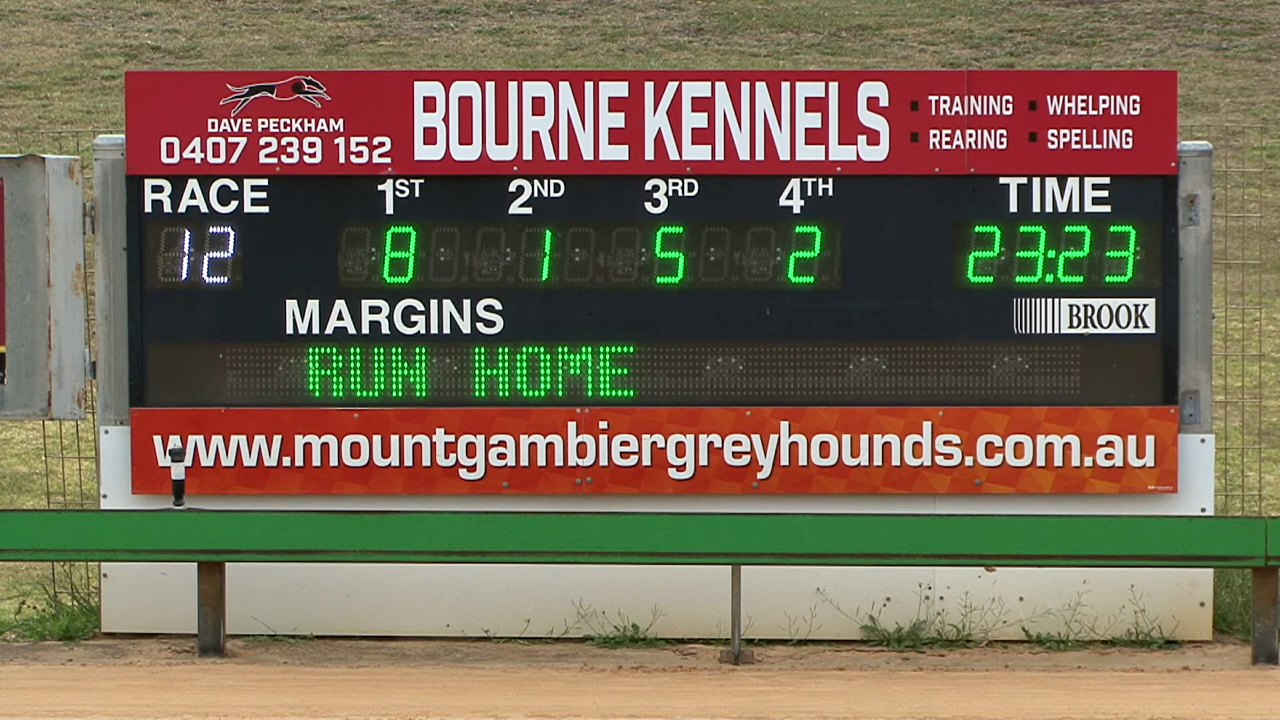 DAVE PECKHAM
0407 239 152
BOURNE KENNELS
TRAINING
WHELPING
REARING
SPELLING
RACE 1ST 2ND 3RD 4TH TIME
12 8 1 5 2 23:23
MARGINS
BROOK
RUN HOME
www.mountgambiergreyhounds.com.au